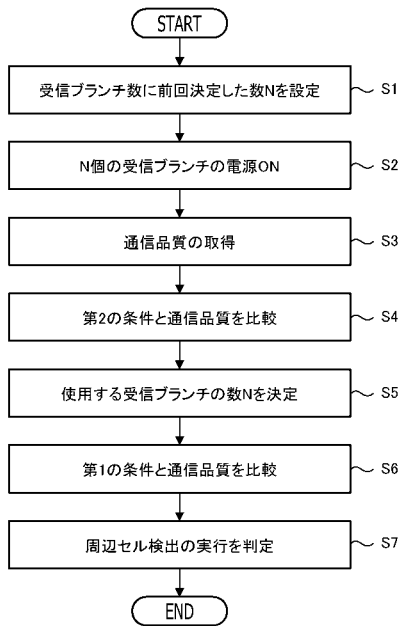 START
受信ブランチ数に前回決定した数Nを設定
S1
N個の受信ブランチの電源ON
S2
通信品質の取得
S3
第2の条件と通信品質を比較
S4
使用する受信ブランチの数Nを決定
S5
第1の条件と通信品質を比較
S6
周辺セル検出の実行を判定
S7
END